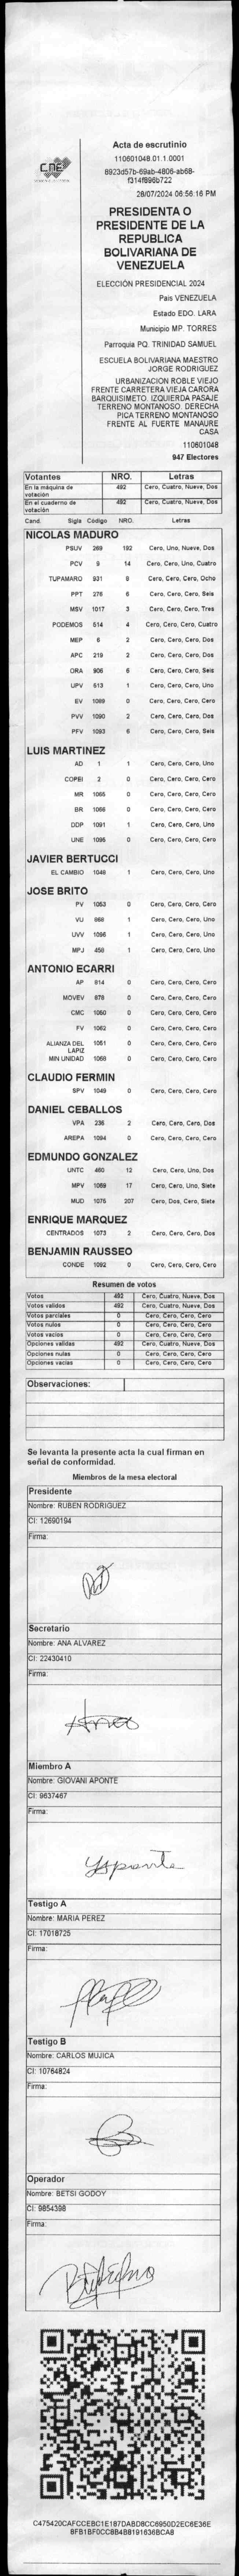 CNE
Acta de escrutinio
110601048.01.1.0001
8923d57b-69ab-4806-ab68-
f314f696b722
28/07/2024 06:56:16 PM
PRESIDENTA O
PRESIDENTE DE LA
REPUBLICA
BOLIVARIANA DE
VENEZUELA
ELECCIÓN PRESIDENCIAL 2024
País VENEZUELA
Estado EDO. LARA
Municipio MP. TORRES
Parroquia PQ. TRINIDAD SAMUEL
ESCUELA BOLIVARIANA MAESTRO
JORGE RODRIGUEZ
URBANIZACION ROBLE VIEJO
FRENTE CARRETERA VIEJA CARORA
BARQUISIMETO. IZQUIERDA PASAJE
TERRENO MONTANOSO. DERECHA
PICA TERRENO MONTANOSO
FRENTE AL FUERTE MANAURE
CASA
110601048
947 Electores
Votantes NRO. Letras
En la máquina de votación 492 Cero, Cuatro, Nueve, Dos
En el cuaderno de votación 492 Cero, Cuatro, Nueve, Dos
Cand. Sigla Código NRO. Letras
NICOLAS MADURO
PSUV 269 192 Cero, Uno, Nueve, Dos
PCV 9 14 Cero, Cero, Uno, Cuatro
TUPAMARO 931 8 Cero, Cero, Cero, Ocho
PPT 276 6 Cero, Cero, Cero, Seis
MSV 1017 3 Cero, Cero, Cero, Tres
PODEMOS 514 4 Cero, Cero, Cero, Cuatro
MEP 6 2 Cero, Cero, Cero, Dos
APC 219 2 Cero, Cero, Cero, Dos
ORA 906 6 Cero, Cero, Cero, Seis
UPV 513 1 Cero, Cero, Cero, Uno
EV 1089 0 Cero, Cero, Cero, Cero
PVV 1090 2 Cero, Cero, Cero, Dos
PFV 1093 6 Cero, Cero, Cero, Seis
LUIS MARTINEZ
AD 1 1 Cero, Cero, Cero, Uno
COPEI 2 0 Cero, Cero, Cero, Cero
MR 1065 0 Cero, Cero, Cero, Cero
BR 1066 0 Cero, Cero, Cero, Cero
DDP 1091 1 Cero, Cero, Cero, Uno
UNE 1095 0 Cero, Cero, Cero, Cero
JAVIER BERTUCCI
EL CAMBIO 1048 1 Cero, Cero, Cero, Uno
JOSE BRITO
PV 1053 0 Cero, Cero, Cero, Cero
VU 868 1 Cero, Cero, Cero, Uno
UVV 1096 1 Cero, Cero, Cero, Uno
MPJ 458 1 Cero, Cero, Cero, Uno
ANTONIO ECARRI
AP 814 0 Cero, Cero, Cero, Cero
MOVEV 878 0 Cero, Cero, Cero, Cero
CMC 1050 0 Cero, Cero, Cero, Cero
FV 1062 0 Cero, Cero, Cero, Cero
ALIANZA DEL LAPIZ 1051 0 Cero, Cero, Cero, Cero
MIN UNIDAD 1058 0 Cero, Cero, Cero, Cero
CLAUDIO FERMIN
SPV 1049 0 Cero, Cero, Cero, Cero
DANIEL CEBALLOS
VPA 236 2 Cero, Cero, Cero, Dos
AREPA 1094 0 Cero, Cero, Cero, Cero
EDMUNDO GONZALEZ
UNTC 460 12 Cero, Cero, Uno, Dos
MPV 1069 17 Cero, Cero, Uno, Siete
MUD 1075 207 Cero, Dos, Cero, Siete
ENRIQUE MARQUEZ
CENTRADOS 1073 2 Cero, Cero, Cero, Dos
BENJAMIN RAUSSEO
CONDE 1092 0 Cero, Cero, Cero, Cero
Resumen de votos
Votos 492 Cero, Cuatro, Nueve, Dos
Votos validos 492 Cero, Cuatro, Nueve, Dos
Votos parciales 0 Cero, Cero, Cero, Cero
Votos nulos 0 Cero, Cero, Cero, Cero
Votos vacios 0 Cero, Cero, Cero, Cero
Opciones validas 492 Cero, Cuatro, Nueve, Dos
Opciones nulas 0 Cero, Cero, Cero, Cero
Opciones vacias 0 Cero, Cero, Cero, Cero
Observaciones:
Se levanta la presente acta la cual firman en
señal de conformidad.
Miembros de la mesa electoral
Presidente
Nombre: RUBEN RODRIGUEZ
CI: 12690194
Firma:
Secretario
Nombre: ANA ALVAREZ
CI: 22430410
Firma:
Miembro A
Nombre: GIOVANI APONTE
CI: 9637467
Firma:
Testigo A
Nombre: MARIA PEREZ
CI: 17018725
Firma:
Testigo B
Nombre: CARLOS MUJICA
CI: 10764824
Firma:
Operador
Nombre: BETSI GODOY
CI: 9854398
Firma:
C475420CAFCCEBC1E187DABD8CC6950D2EC6E36E
8FB1BF0CC8B4B8191636BCA8